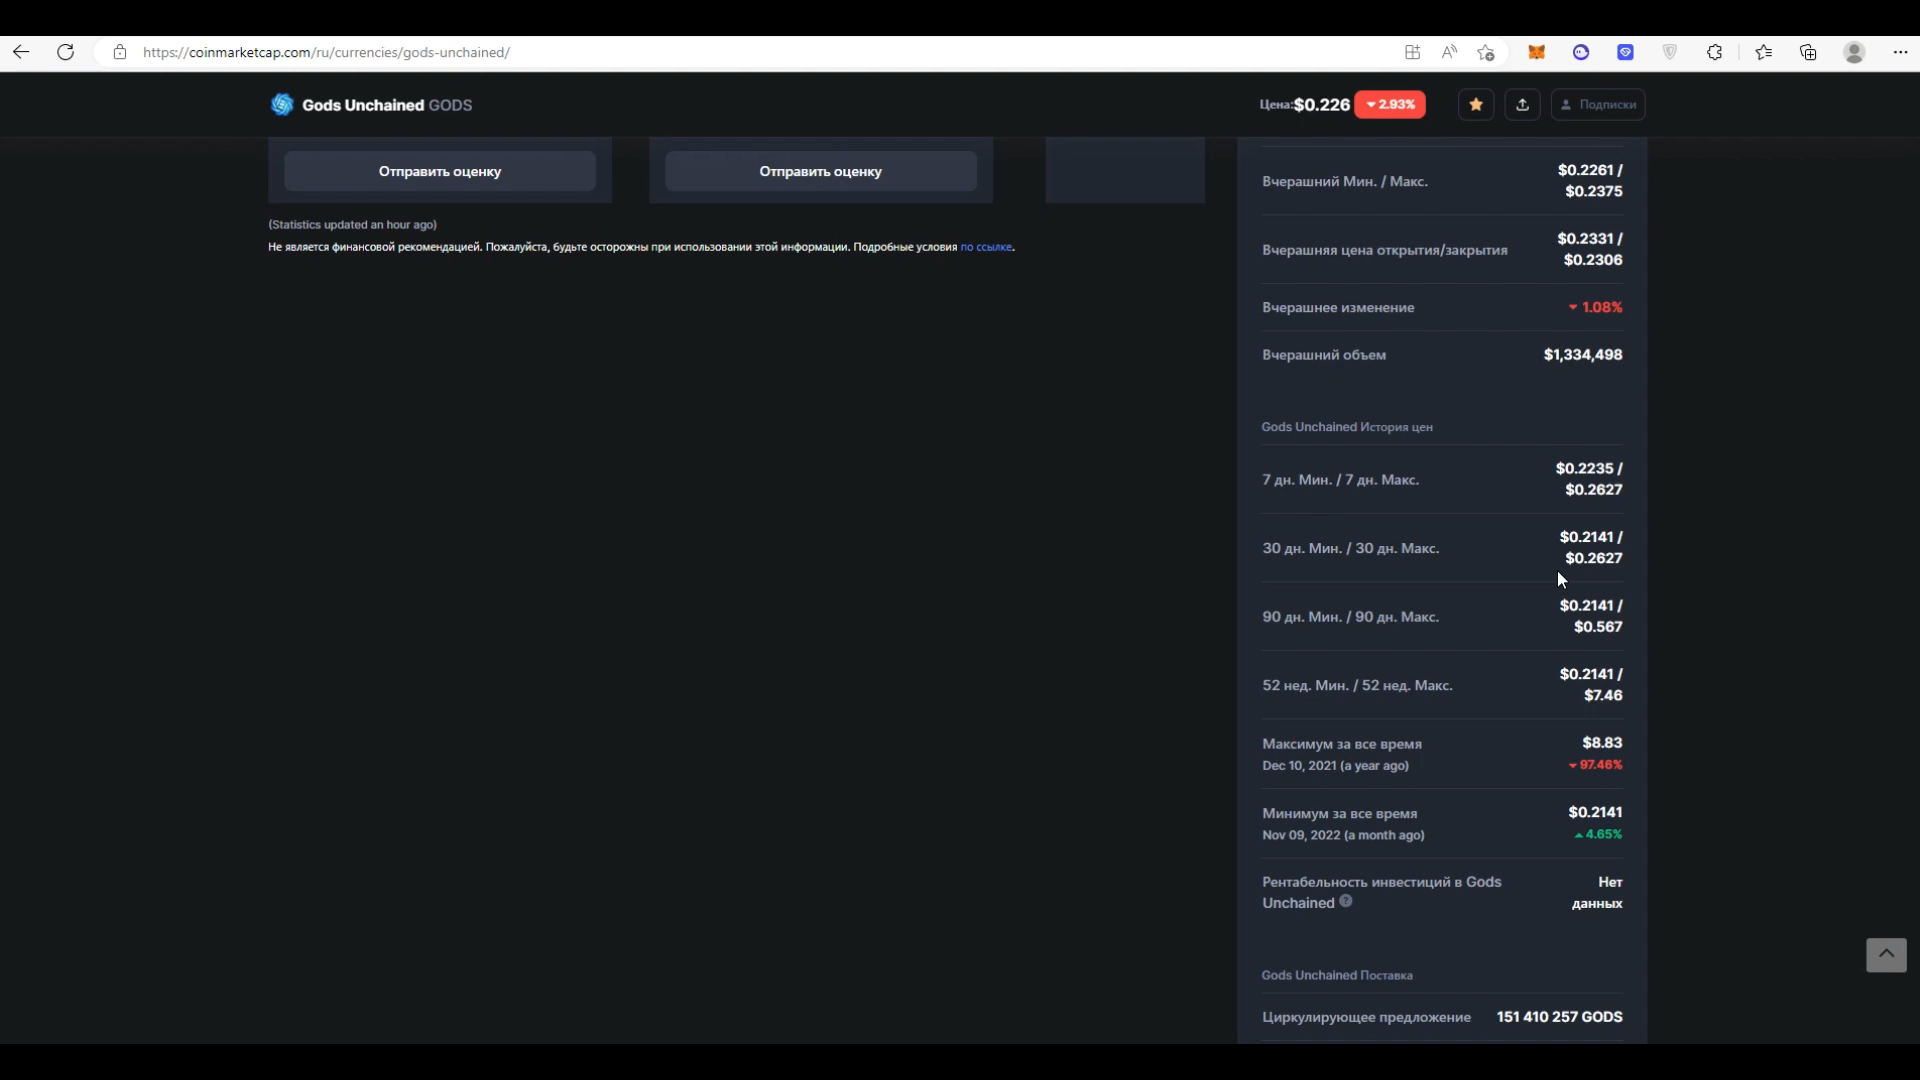 https://coinmarketcap.com/ru/currencies/gods-unchained/
Gods Unchained GODS
Цена:$0.226 2.93%
Подписки
Отправить оценку
Отправить оценку
(Statistics updated an hour ago)
Не является финансовой рекомендацией. Пожалуйста, будьте осторожны при использовании этой информации. Подробные условия по ссылке.
Вчерашний Мин. / Макс.
$0.2261 /
$0.2375
Вчерашняя цена открытия/закрытия
$0.2331 /
$0.2306
Вчерашнее изменение
1.08%
Вчерашний объем
$1,334,498
Gods Unchained История цен
7 дн. Мин. / 7 дн. Макс.
$0.2235 /
$0.2627
30 дн. Мин. / 30 дн. Макс.
$0.2141 /
$0.2627
90 дн. Мин. / 90 дн. Макс.
$0.2141 /
$0.567
52 нед. Мин. / 52 нед. Макс.
$0.2141 /
$7.46
Максимум за все время
$8.83
Dec 10, 2021 (a year ago)
97.46%
Минимум за все время
$0.2141
Nov 09, 2022 (a month ago)
4.65%
Рентабельность инвестиций в Gods
Unchained
Нет
данных
Gods Unchained Поставка
Циркулирующее предложение
151 410 257 GODS